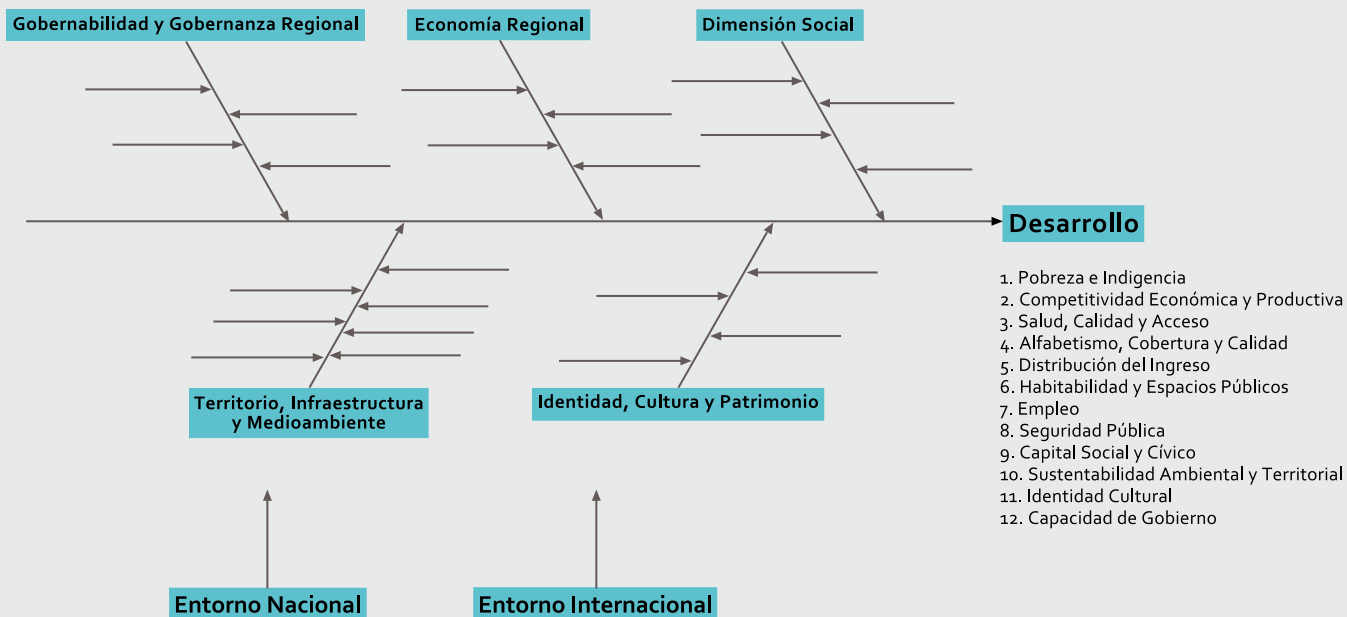 Gobernabilidad y Gobernanza Regional
Economía Regional
Dimensión Social
Desarrollo
1. Pobreza e Indigencia
2. Competitividad Económica y Productiva
3. Salud, Calidad y Acceso
4. Alfabetismo, Cobertura y Calidad
5. Distribución del Ingreso
6. Habitabilidad y Espacios Públicos
7. Empleo
8. Seguridad Pública
9. Capital Social y Cívico
10. Sustentabilidad Ambiental y Territorial
11. Identidad Cultural
12. Capacidad de Gobierno
Territorio, Infraestructura
y Medioambiente
Identidad, Cultura y Patrimonio
Entorno Nacional
Entorno Internacional